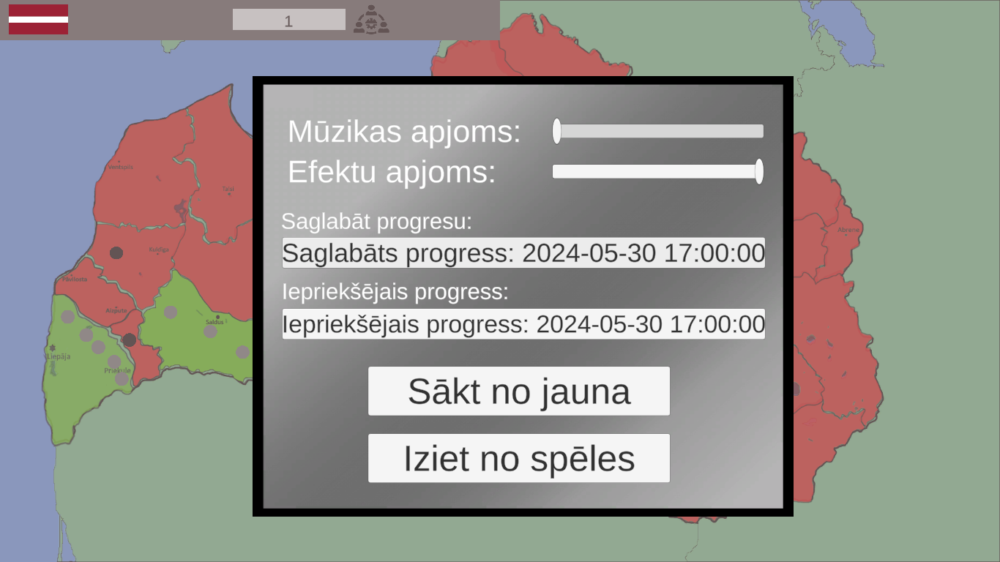 1
Mūzikas apjoms:
Efektu apjoms:
Saglabāt progresu:
Saglabāts progress: 2024-05-30 17:00:00
Iepriekšējais progress:
Iepriekšējais progress: 2024-05-30 17:00:00
Sākt no jauna
Iziet no spēles
Ventspils
Talsi
Kuldīga
Pāvilosta
Aizpute
Saldus
Liepāja
Priekule
Abrene